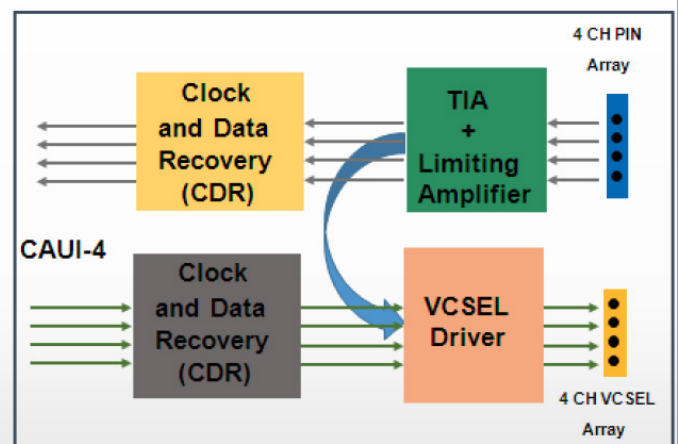 4 CH PIN
Array
Clock
and Data
Recovery
(CDR)
TIA
+
Limiting
Amplifier
CAUI-4
Clock
and Data
Recovery
(CDR)
VCSEL
Driver
4 CH VCSEL
Array